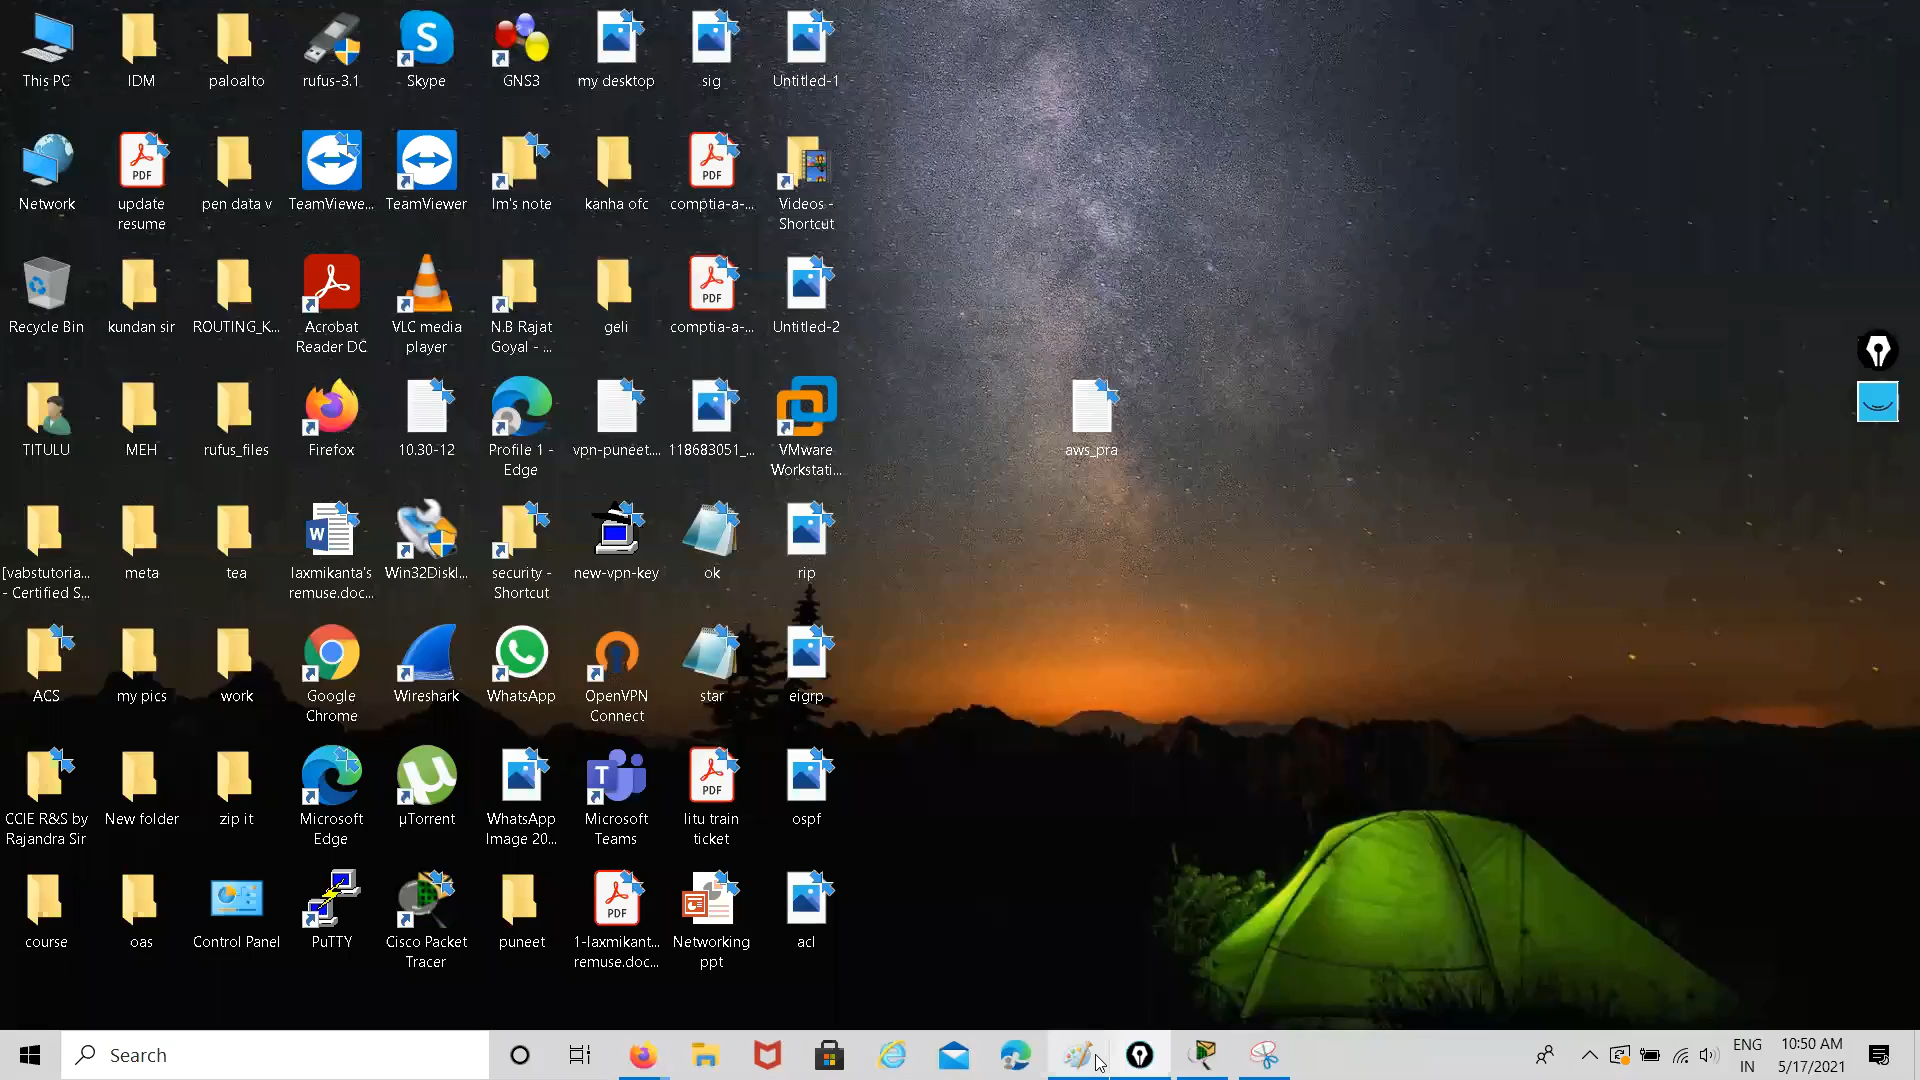 This PC
IDM
paloalto
rufus-3.1
Skype
GNS3
my desktop
sig
Untitled-1
Network
update
resume
pen data v
TeamViewe...
TeamViewer
lm's note
kanha ofc
comptia-a-...
Videos -
Shortcut
Recycle Bin
kundan sir
ROUTING_K...
Acrobat
Reader DC
VLC media
player
N.B Rajat
Goyal - ...
geli
comptia-a-...
Untitled-2
TITULU
MEH
rufus_files
Firefox
10.30-12
Profile 1 -
Edge
vpn-puneet....
118683051_...
VMware
Workstati...
aws_pra
[vabstutoria...
- Certified S...
meta
tea
laxmikanta's
remuse.doc...
Win32DiskI...
security -
Shortcut
new-vpn-key
ok
rip
ACS
my pics
work
Google
Chrome
Wireshark
WhatsApp
OpenVPN
Connect
star
eigrp
CCIE R&S by
Rajandra Sir
New folder
zip it
Microsoft
Edge
µTorrent
WhatsApp
Image 20...
Microsoft
Teams
litu train
ticket
ospf
course
oas
Control Panel
PuTTY
Cisco Packet
Tracer
puneet
1-laxmikant...
remuse.doc...
Networking
ppt
acl
Search
ENG
IN
10:50 AM
5/17/2021